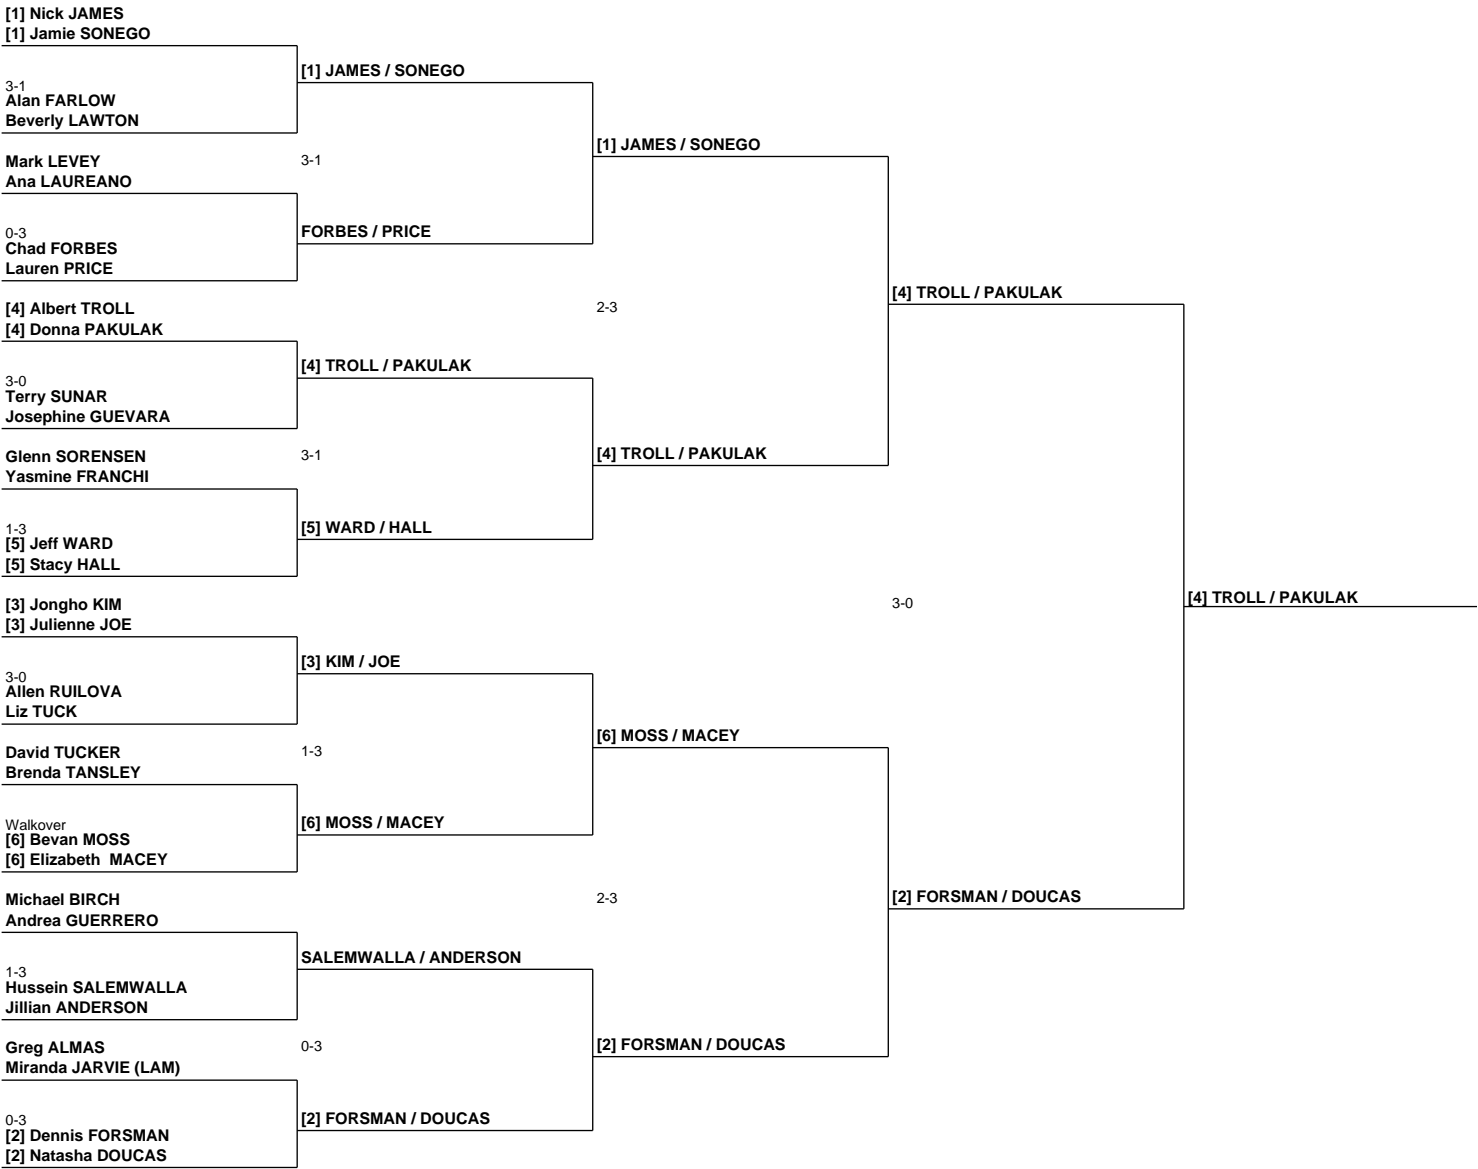 [1] Nick JAMES
[1] Jamie SONEGO
[1] JAMES / SONEGO
3-1
Alan FARLOW
Beverly LAWTON
[1] JAMES / SONEGO
Mark LEVEY
3-1
Ana LAUREANO
FORBES / PRICE
0-3
Chad FORBES
Lauren PRICE
[4] TROLL / PAKULAK
[4] Albert TROLL
2-3
[4] Donna PAKULAK
[4] TROLL / PAKULAK
3-0
Terry SUNAR
Josephine GUEVARA
Glenn SORENSEN
3-1
[4] TROLL / PAKULAK
Yasmine FRANCHI
1-3
[5] WARD / HALL
[5] Jeff WARD
[5] Stacy HALL
[4] TROLL / PAKULAK
[3] Jongho KIM
3-0
[3] Julienne JOE
[3] KIM / JOE
3-0
Allen RUILOVA
Liz TUCK
[6] MOSS / MACEY
David TUCKER
1-3
Brenda TANSLEY
Walkover
[6] MOSS / MACEY
[6] Bevan MOSS
[6] Elizabeth  MACEY
Michael BIRCH
2-3
[2] FORSMAN / DOUCAS
Andrea GUERRERO
SALEMWALLA / ANDERSON
1-3
Hussein SALEMWALLA
Jillian ANDERSON
Greg ALMAS
0-3
[2] FORSMAN / DOUCAS
Miranda JARVIE (LAM)
0-3
[2] FORSMAN / DOUCAS
[2] Dennis FORSMAN
[2] Natasha DOUCAS